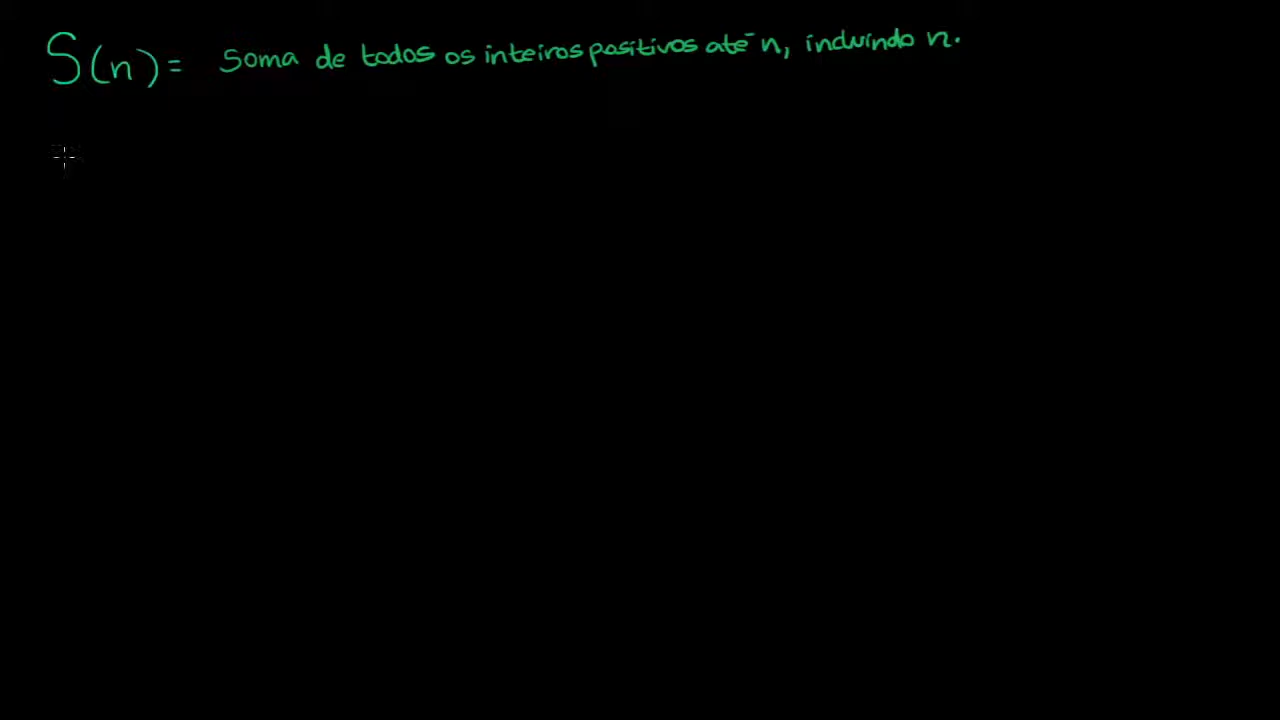 S(n) = Soma de todos os inteiros positivos até n, incluindo n.